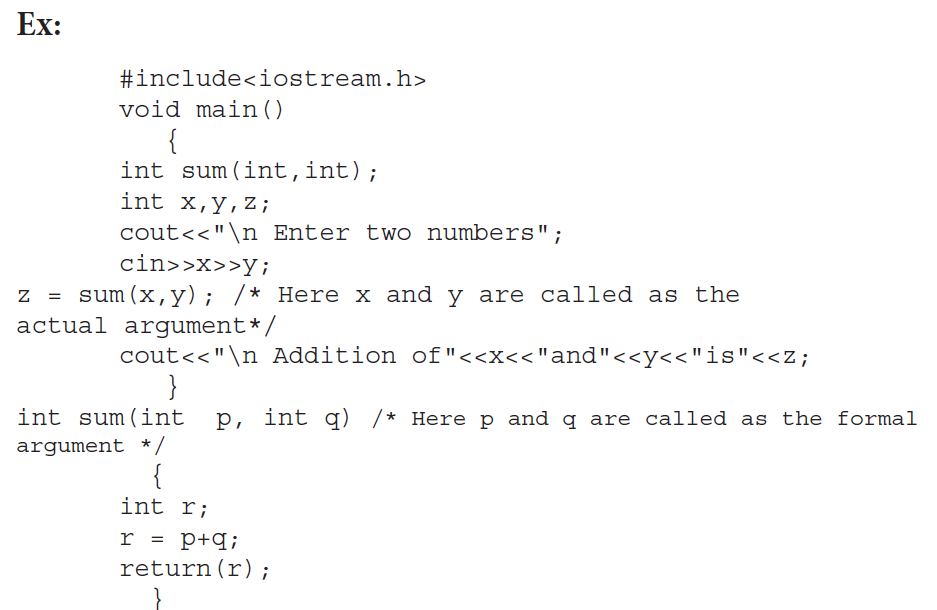 Ex:
#include<iostream.h>
void main()
{
int sum(int,int);
int x,y,z;
cout<<"\n Enter two numbers";
cin>>x>>y;
z = sum(x,y); /* Here x and y are called as the
actual argument*/
cout<<"\n Addition of"<<x<<"and"<<y<<"is"<<z;
}
int sum(int  p, int q) /* Here p and q are called as the formal
argument */
{
int r;
r = p+q;
return(r);
}